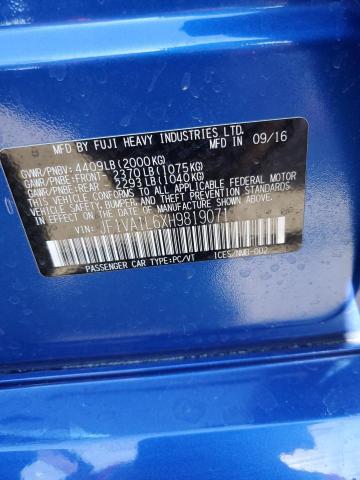 MFD BY FUJI HEAVY INDUSTRIES LTD. 09/16
GVWR/PNBV: 4409LB(2000KG)
GAWR/PNBE:FRONT- 2370LB(1075KG)
GAWR/PNBE:REAR - 2293LB(1040KG)
THIS VEHICLE CONFORMS TO ALL APPLICABLE FEDERAL MOTOR
VEHICLE SAFETY, BUMPER, AND THEFT PREVENTION STANDARDS
IN EFFECT ON THE DATE OF MANUFACTURE SHOWN ABOVE.
VIN: JF1VA1L6XH9819071
PASSENGER CAR TYPE:PC/VT ICES/NMB-002